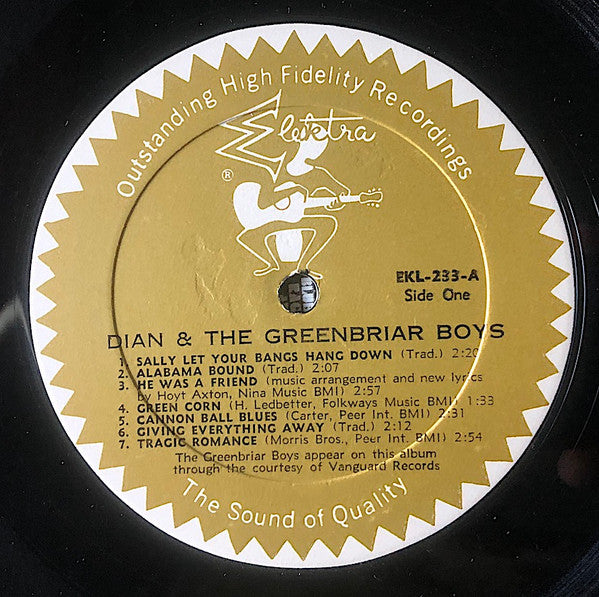 Outstanding High Fidelity Recordings
Elektra
®
EKL-233-A
Side One
DIAN & THE GREENBRIAR BOYS
1. SALLY LET YOUR BANGS HANG DOWN (Trad.) 2:20
2. ALABAMA BOUND (Trad.) 2:07
3. HE WAS A FRIEND (music arrangement and new lyrics
by Hoyt Axton, Nina Music BMI) 2:57
4. GREEN CORN (H. Ledbetter, Folkways Music BMI) 1:33
5. CANNON BALL BLUES (Carter, Peer Int. BMI) 2:31
6. GIVING EVERYTHING AWAY (Trad.) 2:12
7. TRAGIC ROMANCE (Morris Bros., Peer Int. BMI) 2:54
The Greenbriar Boys appear on this album
through the courtesy of Vanguard Records
The Sound of Quality